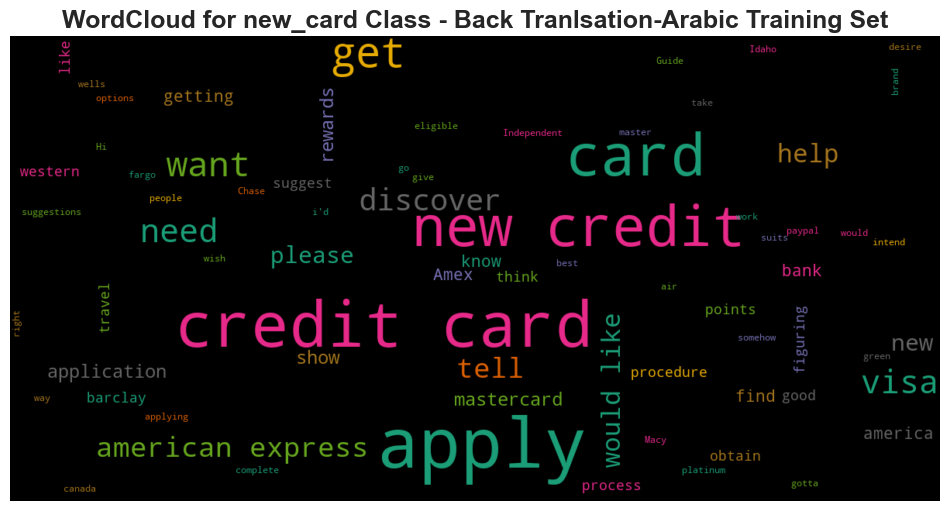 WordCloud for new_card Class - Back Tranlsation-Arabic Training Set
like
get
Idaho
desire
Guide
wells
options
getting
rewards
brand
take
eligible
Independent
master
Hi
want
card
help
western
fargo
Chase
suggest
go
give
people
discover
suggestions
i'd
new credit
work
need
suits
paypal
would
intend
please
know
wish
best
Amex
think
bank
travel
air
points
right
credit card
would like
somehow
figuring
new
show
green
application
tell
procedure
visa
way
barclay
mastercard
find
good
applying
american express
apply
Macy
america
obtain
complete
platinum
canada
process
gotta